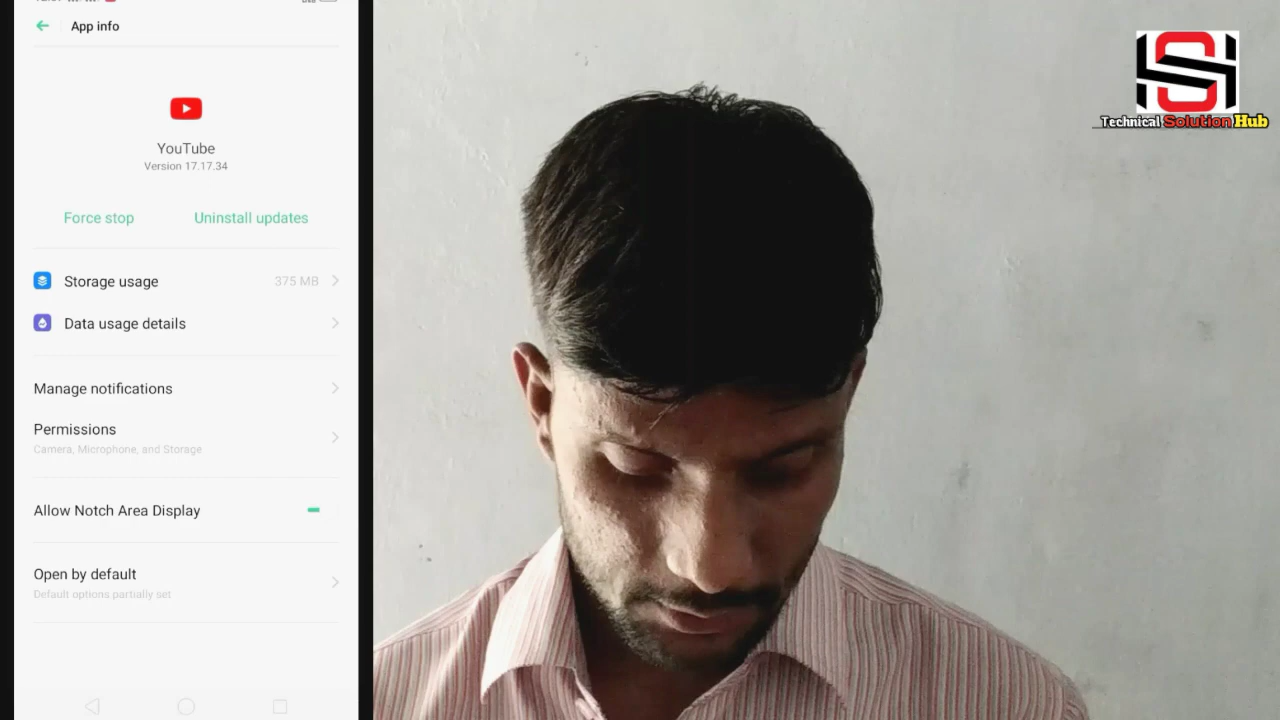 App info
YouTube
Version 17.17.34
Force stop
Uninstall updates
Storage usage
375 MB
Data usage details
Manage notifications
Permissions
Camera, Microphone, and Storage
Allow Notch Area Display
Open by default
Default options partially set
Technical Solution Hub